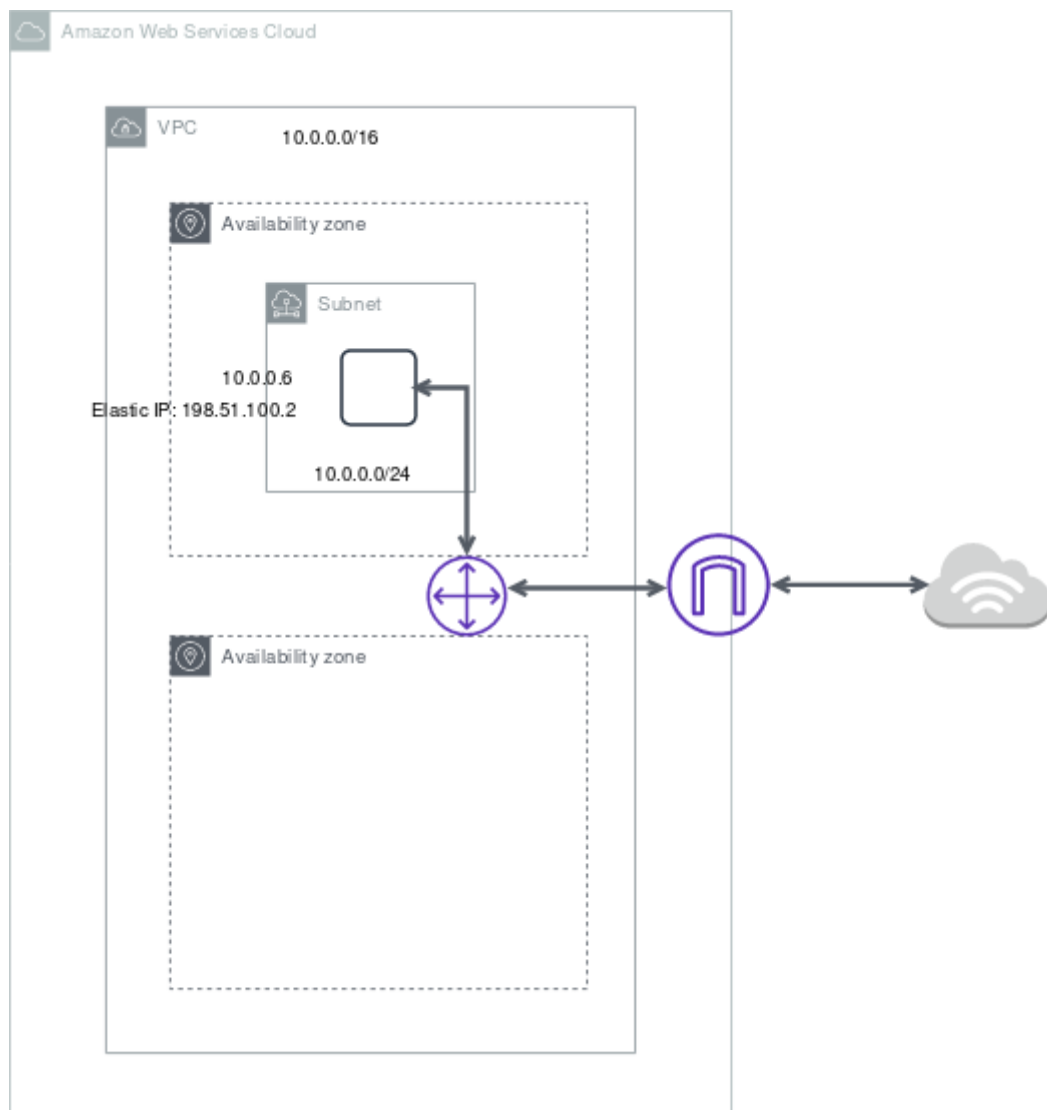 Amazon Web Services Cloud
VPC
10.0.0.0/16
Availability zone
Subnet
10.0.0.6
Elastic IP: 198.51.100.2
10.0.0.0/24
Availability zone